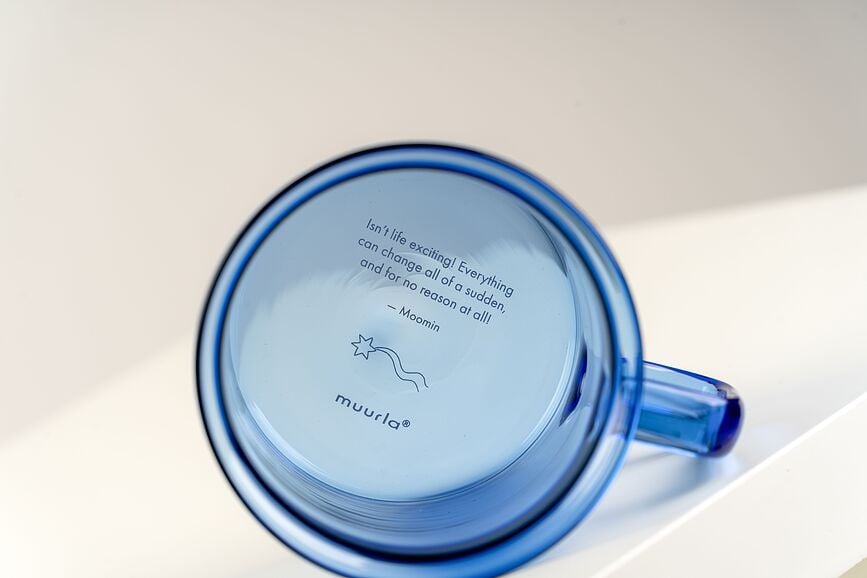 Isn't life exciting! Everything
can change all of a sudden,
and for no reason at all!
— Moomin
muurla®